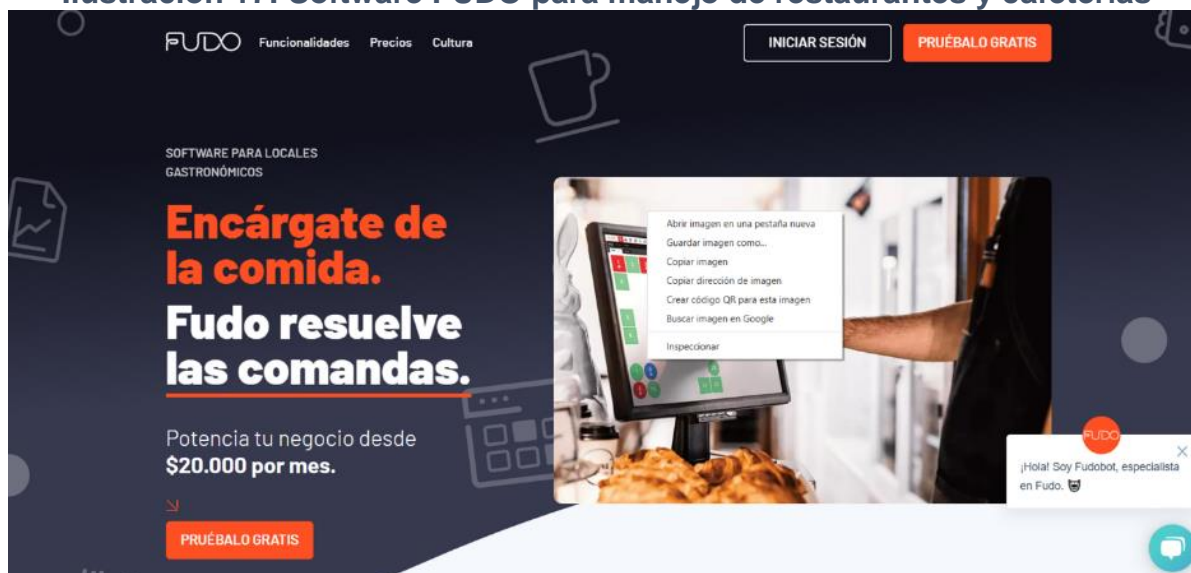 FUDO para manejo de restaurantes y cafeterías
FUDO Funcionalidades Precios Cultura INICIAR SESIÓN PRUÉBALO GRATIS
SOFTWARE PARA LOCALES
GASTRONÓMICOS
Encárgate de
la comida.
Fudo resuelve
las comandas.
Potencia tu negocio desde
$20.000 por mes.
PRUÉBALO GRATIS
Abrir imagen en una pestaña nueva
Guardar imagen como...
Copiar imagen
Copiar dirección de imagen
Crear código QR para esta imagen
Buscar imagen en Google
Inspeccionar
FUDO
¡Hola! Soy Fudobot, especialista
en Fudo.